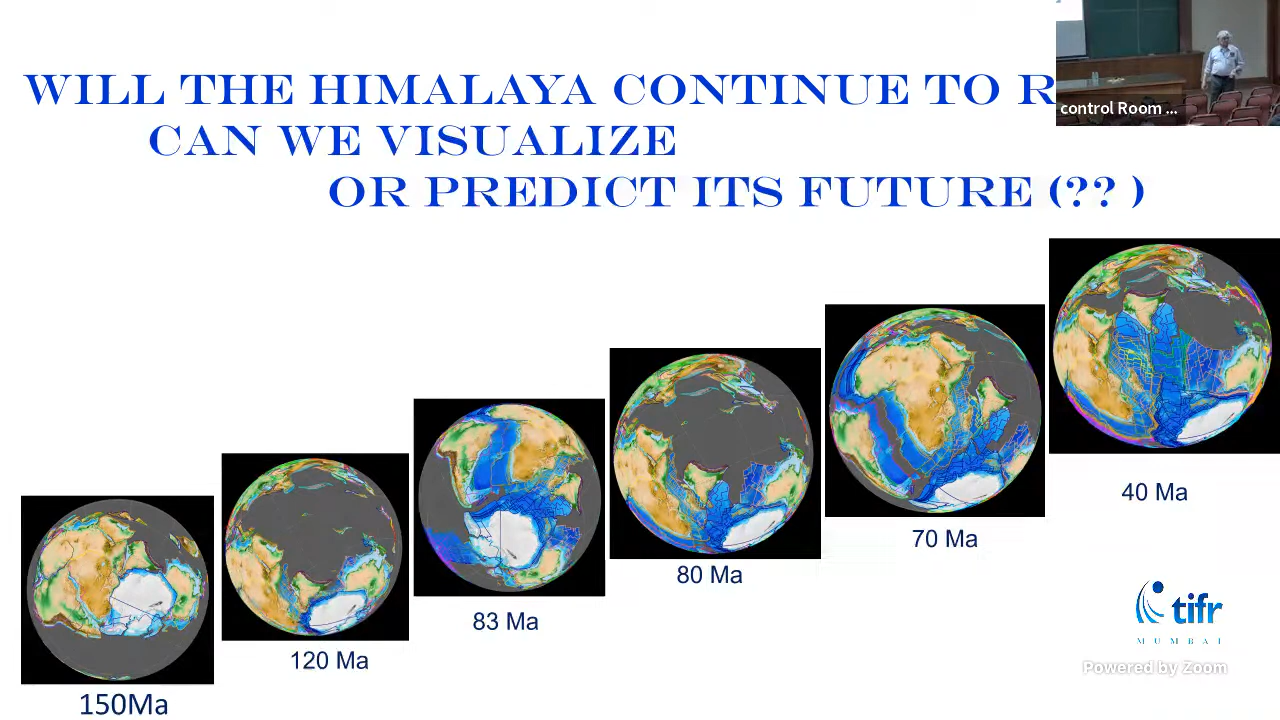 WILL THE HIMALAYA CONTINUE TO R
CAN WE VISUALIZE
OR PREDICT ITS FUTURE (?? )
control Room ...
40 Ma
70 Ma
80 Ma
83 Ma
120 Ma
150Ma
tifr
MUMBAI
Powered by Zoom